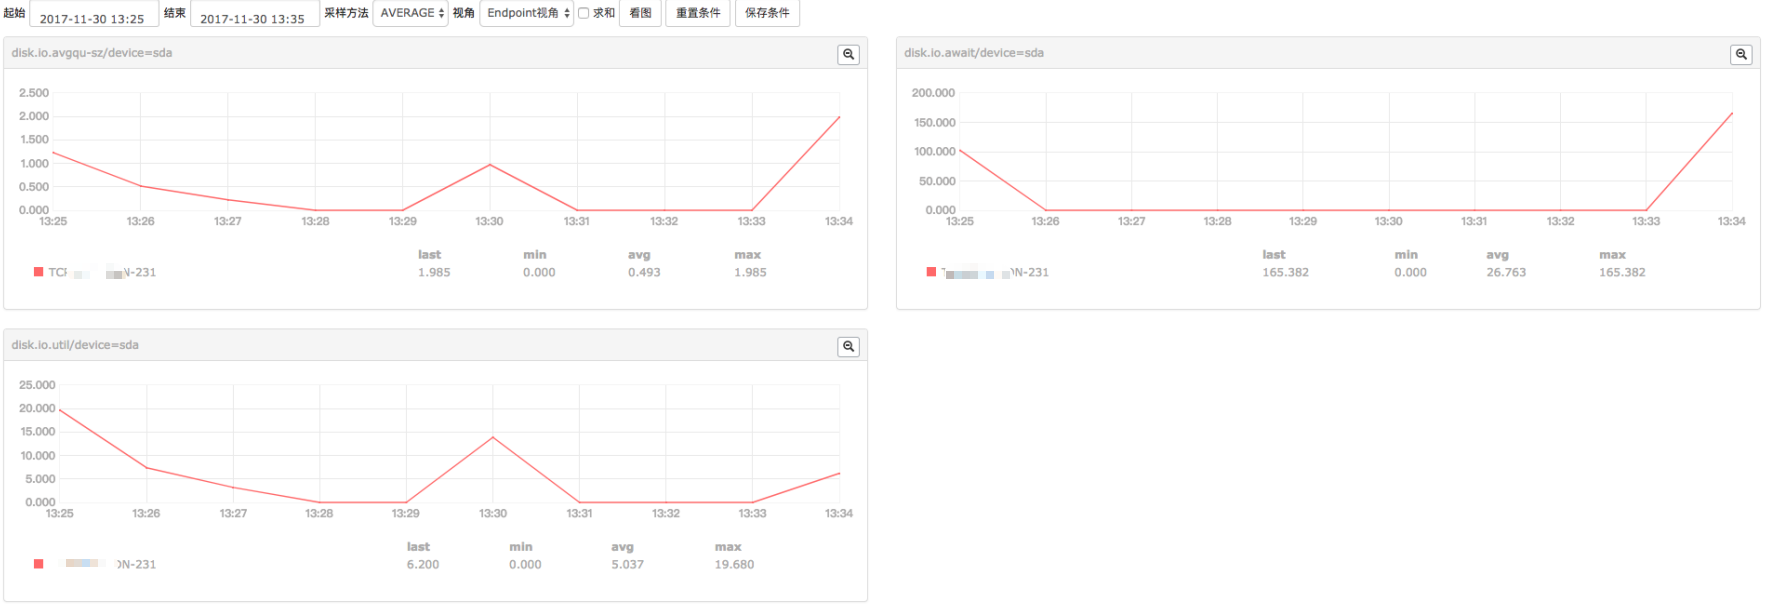 起始 2017-11-30 13:25 结束 2017-11-30 13:35 采样方法 AVERAGE 视角 Endpoint视角 求和 看图 重置条件 保存条件
disk.io.avgqu-sz/device=sda
2.500
2.000
1.500
1.000
0.500
0.000
13:25 13:26 13:27 13:28 13:29 13:30 13:31 13:32 13:33 13:34
last min avg max
N-231 1.985 0.000 0.493 1.985
disk.io.await/device=sda
200.000
150.000
100.000
50.000
0.000
13:25 13:26 13:27 13:28 13:29 13:30 13:31 13:32 13:33 13:34
last min avg max
N-231 165.382 0.000 26.763 165.382
disk.io.util/device=sda
25.000
20.000
15.000
10.000
5.000
0.000
13:25 13:26 13:27 13:28 13:29 13:30 13:31 13:32 13:33 13:34
last min avg max
N-231 6.200 0.000 5.037 19.680